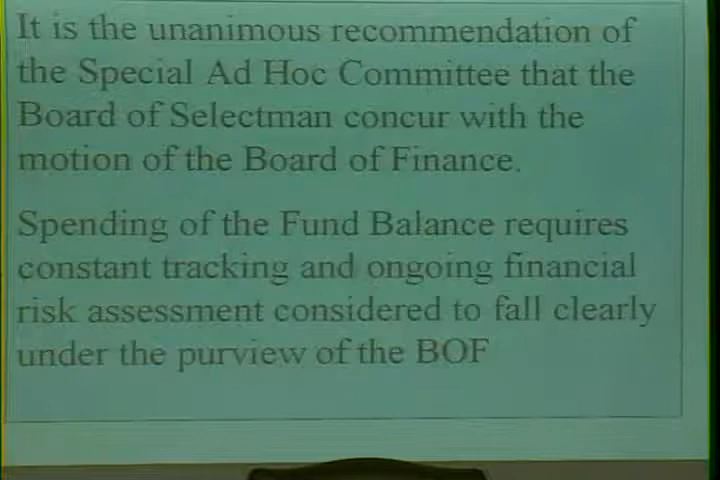 It is the unanimous recommendation of
the Special Ad Hoc Committee that the
Board of Selectman concur with the
motion of the Board of Finance.
Spending of the Fund Balance requires
constant tracking and ongoing financial
risk assessment considered to fall clearly
under the purview of the BOF